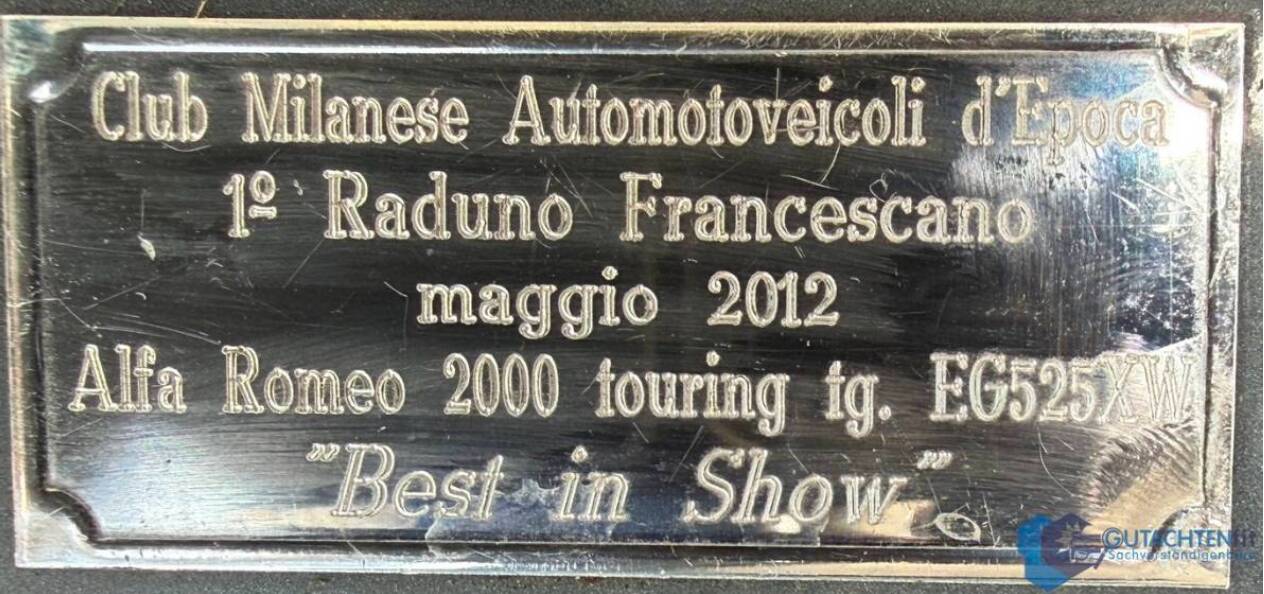 Club Milanese Automotoveicoli d'Epoca
1º Raduno Francescano
maggio 2012
Alfa Romeo 2000 touring tg. EG525XW
"Best in Show"
GUTACHTEN